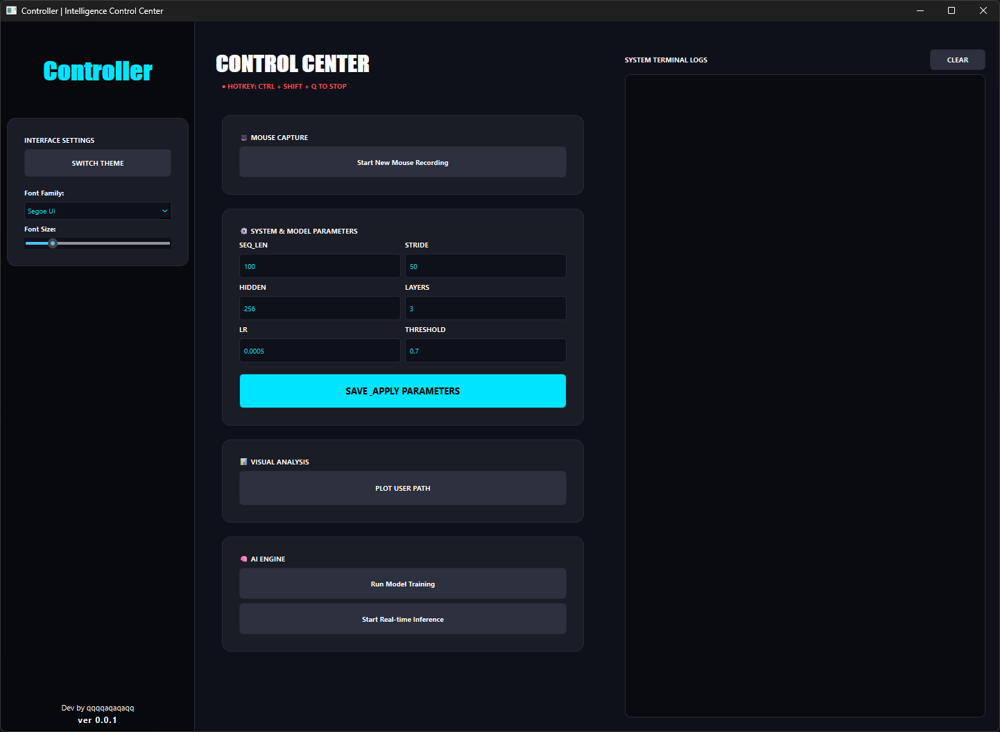 Controller | Intelligence Control Center
Controller
INTERFACE SETTINGS
SWITCH THEME
Font Family:
Segoe UI
Font Size:
Dev by qqqqaqaqaqq
ver 0.0.1
CONTROL CENTER
● HOTKEY: CTRL + SHIFT + Q TO STOP
MOUSE CAPTURE
Start New Mouse Recording
SYSTEM & MODEL PARAMETERS
SEQ_LEN
STRIDE
100
50
HIDDEN
LAYERS
256
3
LR
THRESHOLD
0.0005
0.7
SAVE _APPLY PARAMETERS
VISUAL ANALYSIS
PLOT USER PATH
AI ENGINE
Run Model Training
Start Real-time Inference
SYSTEM TERMINAL LOGS
CLEAR